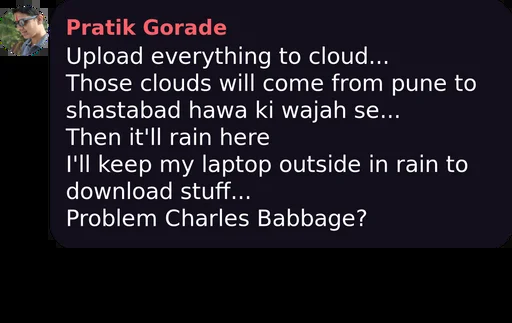 Pratik Gorade
Upload everything to cloud...
Those clouds will come from pune to
shastabad hawa ki wajah se...
Then it'll rain here
I'll keep my laptop outside in rain to
download stuff...
Problem Charles Babbage?